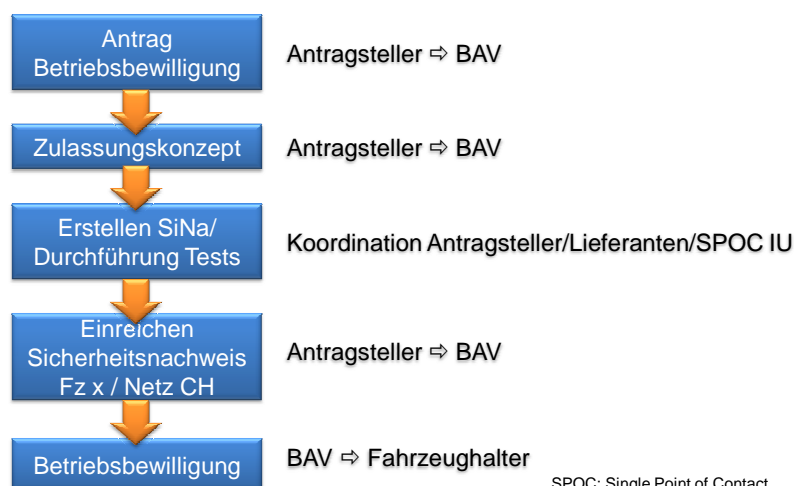 Antrag
Betriebsbewilligung
Antragsteller ⇨ BAV
Zulassungskonzept
Antragsteller ⇨ BAV
Erstellen SiNa/
Durchführung Tests
Koordination Antragsteller/Lieferanten/SPOC IU
Einreichen
Sicherheitsnachweis
Fz x / Netz CH
Antragsteller ⇨ BAV
Betriebsbewilligung
BAV ⇨ Fahrzeughalter
SPOC: Single Point of Contact